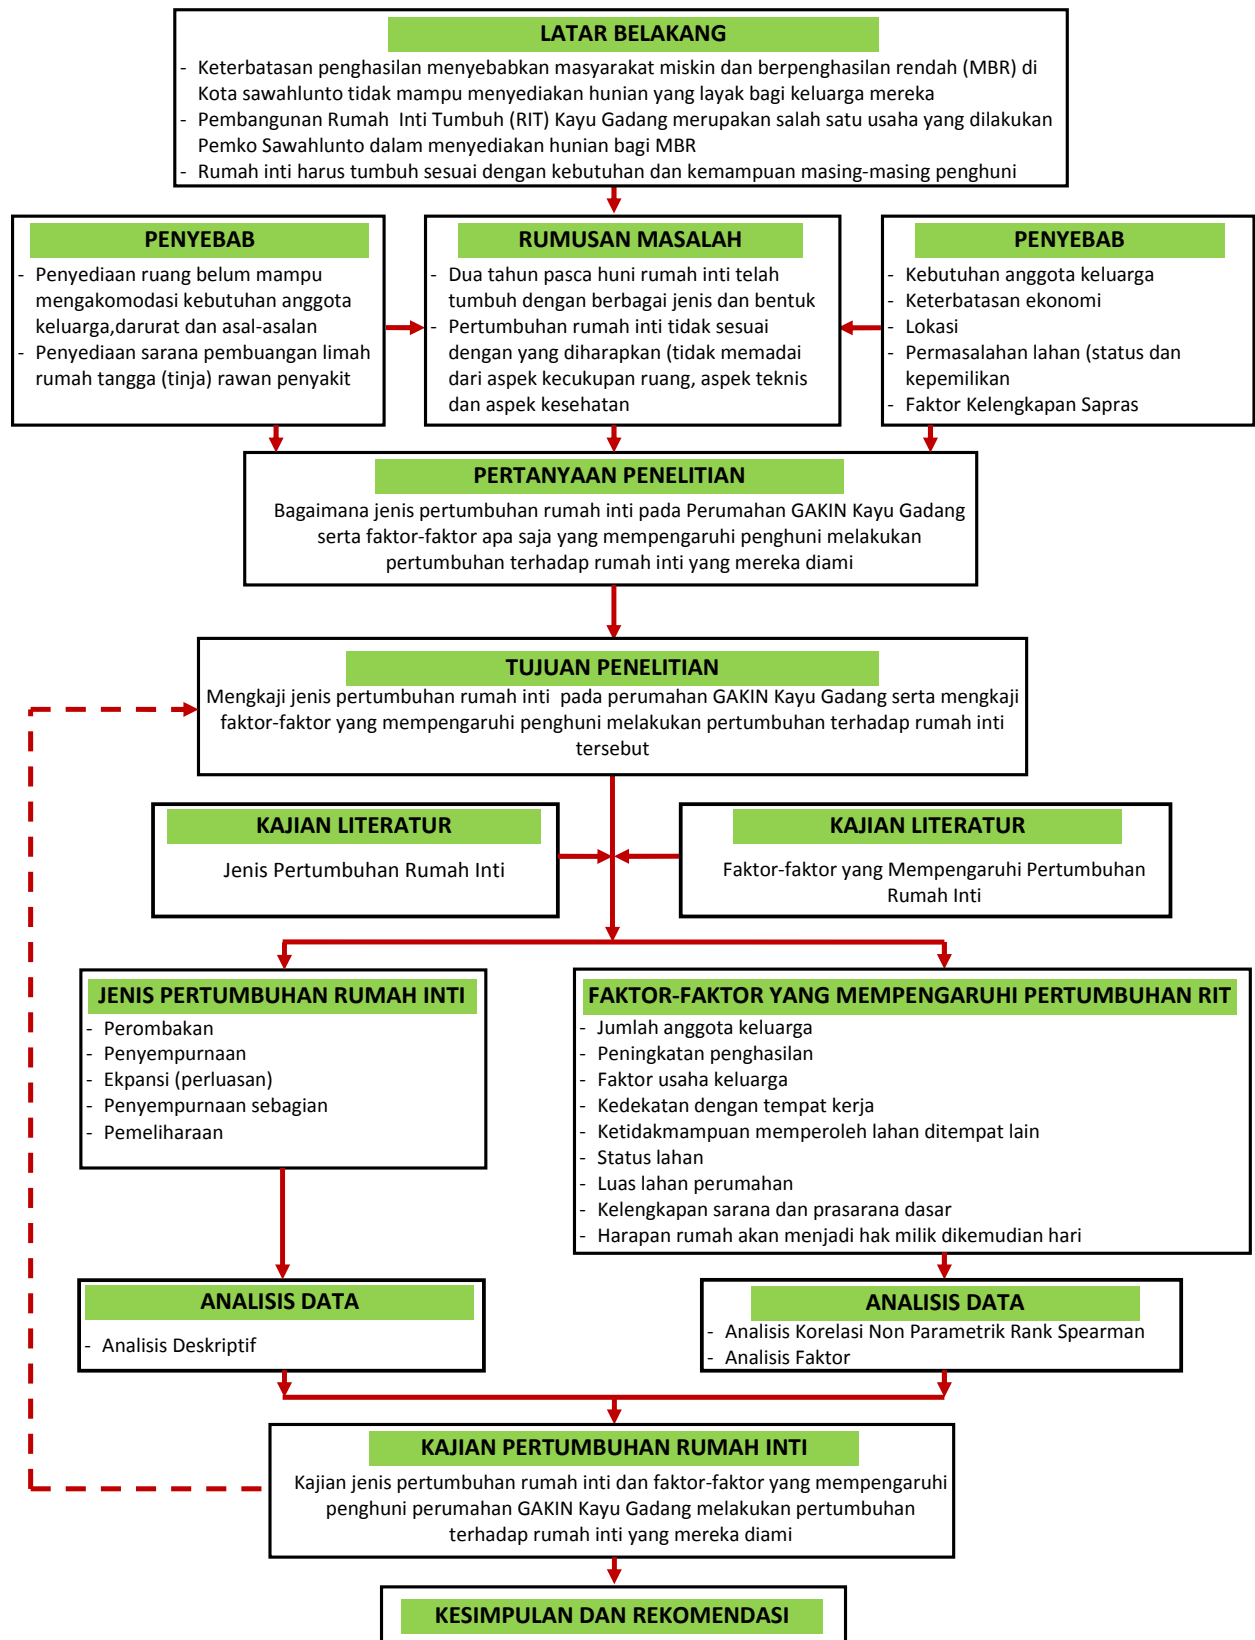 LATAR BELAKANG
- Keterbatasan penghasilan menyebabkan masyarakat miskin dan berpenghasilan rendah (MBR) di
Kota sawahlunto tidak mampu menyediakan hunian yang layak bagi keluarga mereka
- Pembangunan Rumah Inti Tumbuh (RIT) Kayu Gadang merupakan salah satu usaha yang dilakukan
Pemko Sawahlunto dalam menyediakan hunian bagi MBR
- Rumah inti harus tumbuh sesuai dengan kebutuhan dan kemampuan masing-masing penghuni
PENYEBAB
- Penyediaan ruang belum mampu
mengakomodasi kebutuhan anggota
keluarga,darurat dan asal-asalan
- Penyediaan sarana pembuangan limah
rumah tangga (tinja) rawan penyakit
RUMUSAN MASALAH
- Dua tahun pasca huni rumah inti telah
tumbuh dengan berbagai jenis dan bentuk
- Pertumbuhan rumah inti tidak sesuai
dengan yang diharapkan (tidak memadai
dari aspek kecukupan ruang, aspek teknis
dan aspek kesehatan
PENYEBAB
- Kebutuhan anggota keluarga
- Keterbatasan ekonomi
- Lokasi
- Permasalahan lahan (status dan
kepemilikan
- Faktor Kelengkapan Sapras
PERTANYAAN PENELITIAN
Bagaimana jenis pertumbuhan rumah inti pada Perumahan GAKIN Kayu Gadang
serta faktor-faktor apa saja yang mempengaruhi penghuni melakukan
pertumbuhan terhadap rumah inti yang mereka diami
TUJUAN PENELITIAN
Mengkaji jenis pertumbuhan rumah inti pada perumahan GAKIN Kayu Gadang serta mengkaji
faktor-faktor yang mempengaruhi penghuni melakukan pertumbuhan terhadap rumah inti
tersebut
KAJIAN LITERATUR
Jenis Pertumbuhan Rumah Inti
KAJIAN LITERATUR
Faktor-faktor yang Mempengaruhi Pertumbuhan
Rumah Inti
JENIS PERTUMBUHAN RUMAH INTI
- Perombakan
- Penyempurnaan
- Ekpansi (perluasan)
- Penyempurnaan sebagian
- Pemeliharaan
FAKTOR-FAKTOR YANG MEMPENGARUHI PERTUMBUHAN RIT
- Jumlah anggota keluarga
- Peningkatan penghasilan
- Faktor usaha keluarga
- Kedekatan dengan tempat kerja
- Ketidakmampuan memperoleh lahan ditempat lain
- Status lahan
- Luas lahan perumahan
- Kelengkapan sarana dan prasarana dasar
- Harapan rumah akan menjadi hak milik dikemudian hari
ANALISIS DATA
- Analisis Deskriptif
ANALISIS DATA
- Analisis Korelasi Non Parametrik Rank Spearman
- Analisis Faktor
KAJIAN PERTUMBUHAN RUMAH INTI
Kajian jenis pertumbuhan rumah inti dan faktor-faktor yang mempengaruhi
penghuni perumahan GAKIN Kayu Gadang melakukan pertumbuhan
terhadap rumah inti yang mereka diami
KESIMPULAN DAN REKOMENDASI